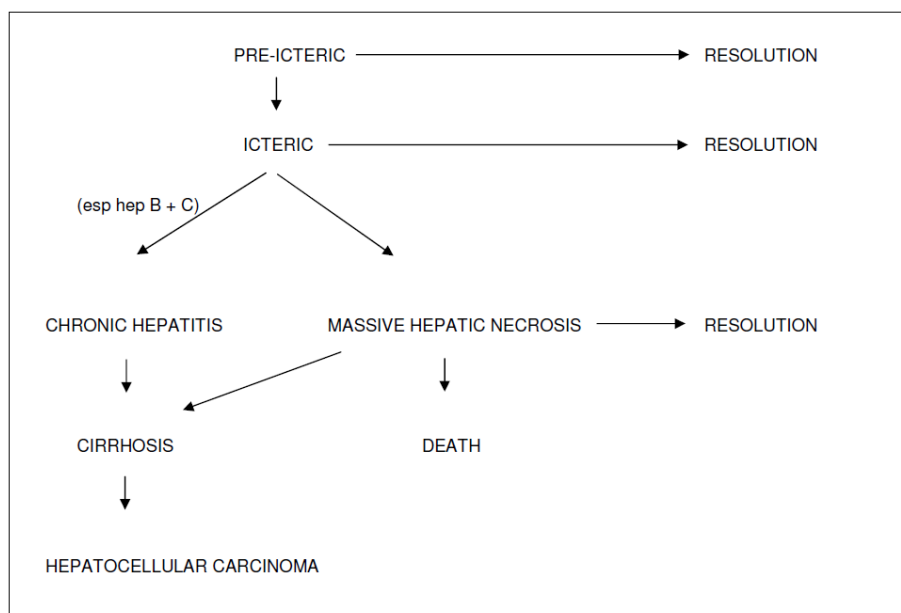 PRE-ICTERIC RESOLUTION
ICTERIC RESOLUTION
(esp hep B + C)
CHRONIC HEPATITIS MASSIVE HEPATIC NECROSIS RESOLUTION
CIRRHOSIS DEATH
HEPATOCELLULAR CARCINOMA